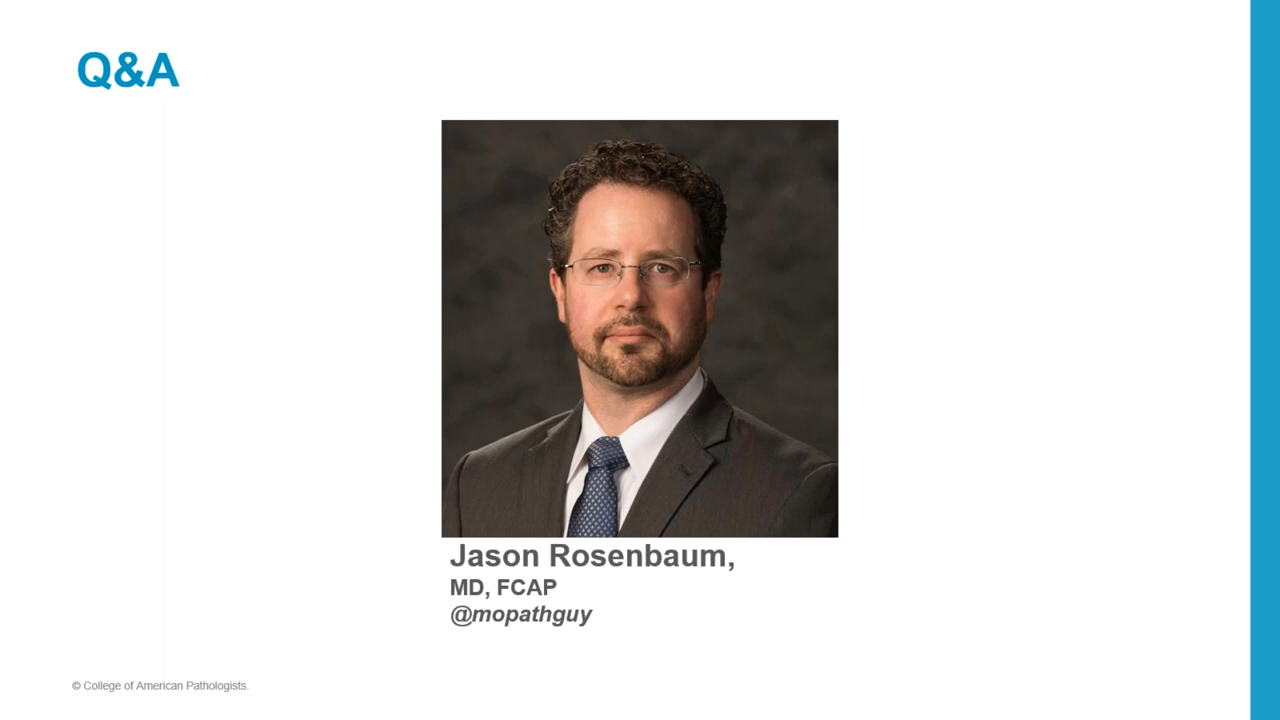 Q&A
Jason Rosenbaum,
MD, FCAP
@mopathguy
© College of American Pathologists.